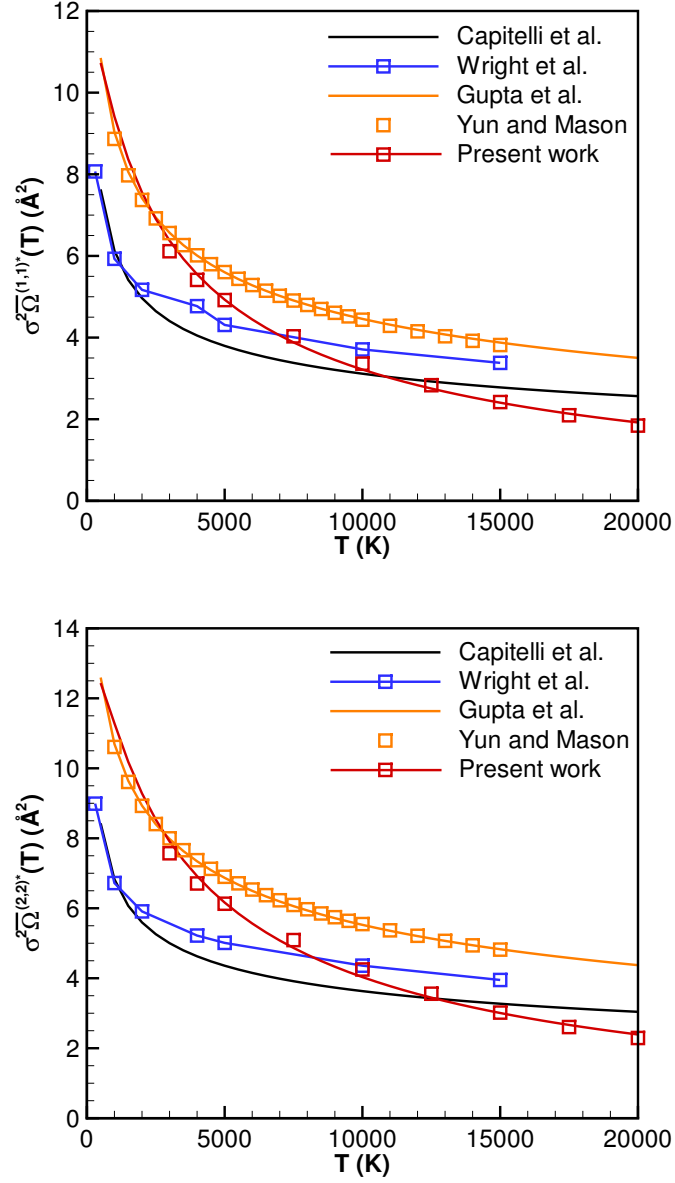 12
10
8
6
4
2
0
σ²Ω̅⁽¹,¹⁾*(T) (Å²)
Capitelli et al.
Wright et al.
Gupta et al.
Yun and Mason
Present work
0 5000 10000 15000 20000
T (K)
14
12
10
8
6
4
2
0
σ²Ω̅⁽²,²⁾*(T) (Å²)
Capitelli et al.
Wright et al.
Gupta et al.
Yun and Mason
Present work
0 5000 10000 15000 20000
T (K)